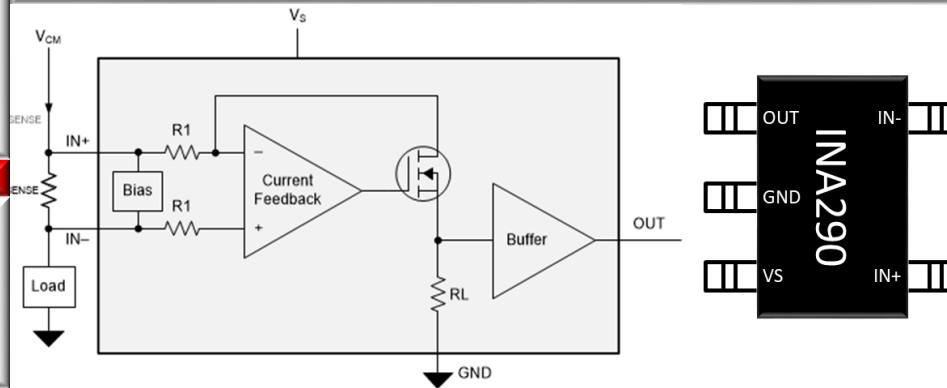 VS
VCM
SENSE
IN+
R1
Bias
R1
IN–
SENSE
Load
−
Current
Feedback
+
Buffer
OUT
RL
GND
OUT
IN-
GND
INA290
VS
IN+